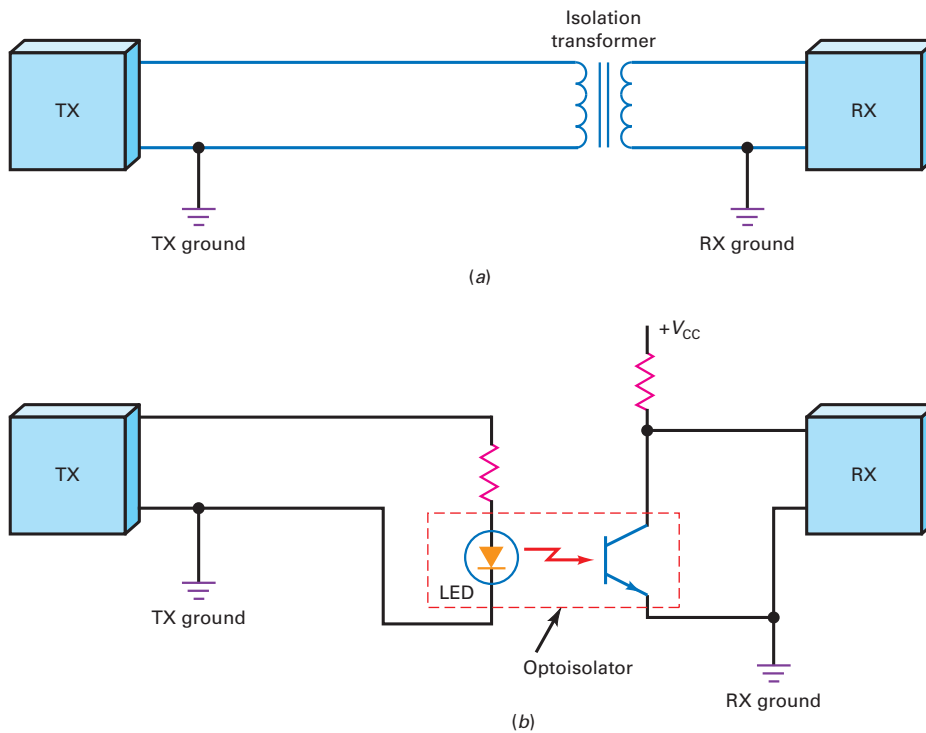 Isolation
transformer
TX
RX
TX ground
RX ground
(a)
+VCC
TX
RX
LED
TX ground
Optoisolator
RX ground
(b)